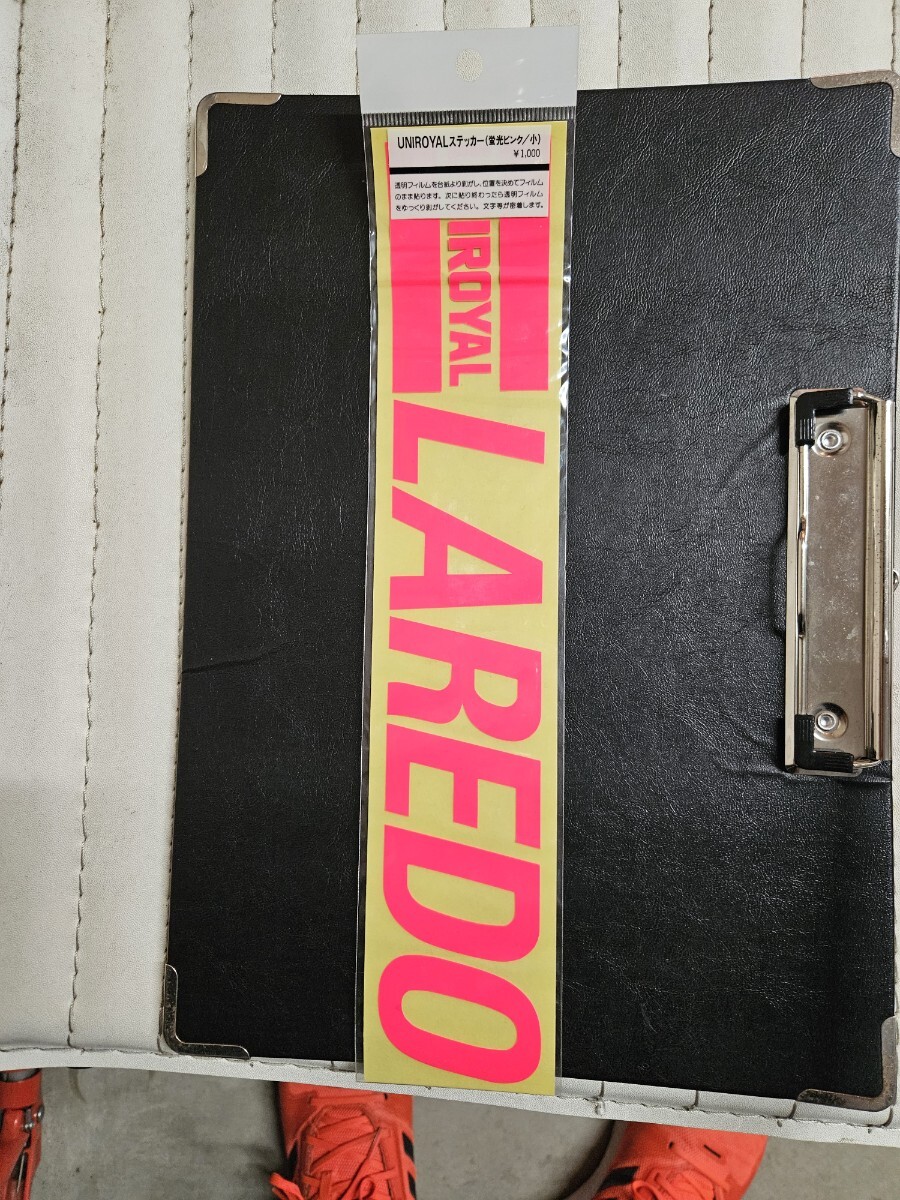 UNIROYALステッカー(蛍光ピンク/小)
¥1,000
透明フィルムを台紙より剥がし、位置を決めてフィルム
のまま貼ります。次に貼り終わったら透明フィルム
をゆっくり剥がしてください。文字等が密着します。
IROYAL
LAREDO